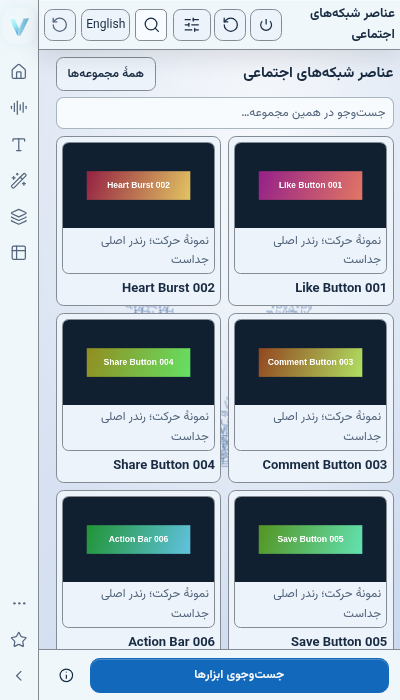 عناصر شبکه‌های
اجتماعی
English
عناصر شبکه‌های اجتماعی
همهٔ مجموعه‌ها
جست‌وجو در همین مجموعه...
Like Button 001
نمونهٔ حرکت؛ رندر اصلی
جداست
Like Button 001
Heart Burst 002
نمونهٔ حرکت؛ رندر اصلی
جداست
Heart Burst 002
Comment Button 003
نمونهٔ حرکت؛ رندر اصلی
جداست
Comment Button 003
Share Button 004
نمونهٔ حرکت؛ رندر اصلی
جداست
Share Button 004
Save Button 005
نمونهٔ حرکت؛ رندر اصلی
جداست
Save Button 005
Action Bar 006
نمونهٔ حرکت؛ رندر اصلی
جداست
Action Bar 006
جست‌وجوی ابزارها